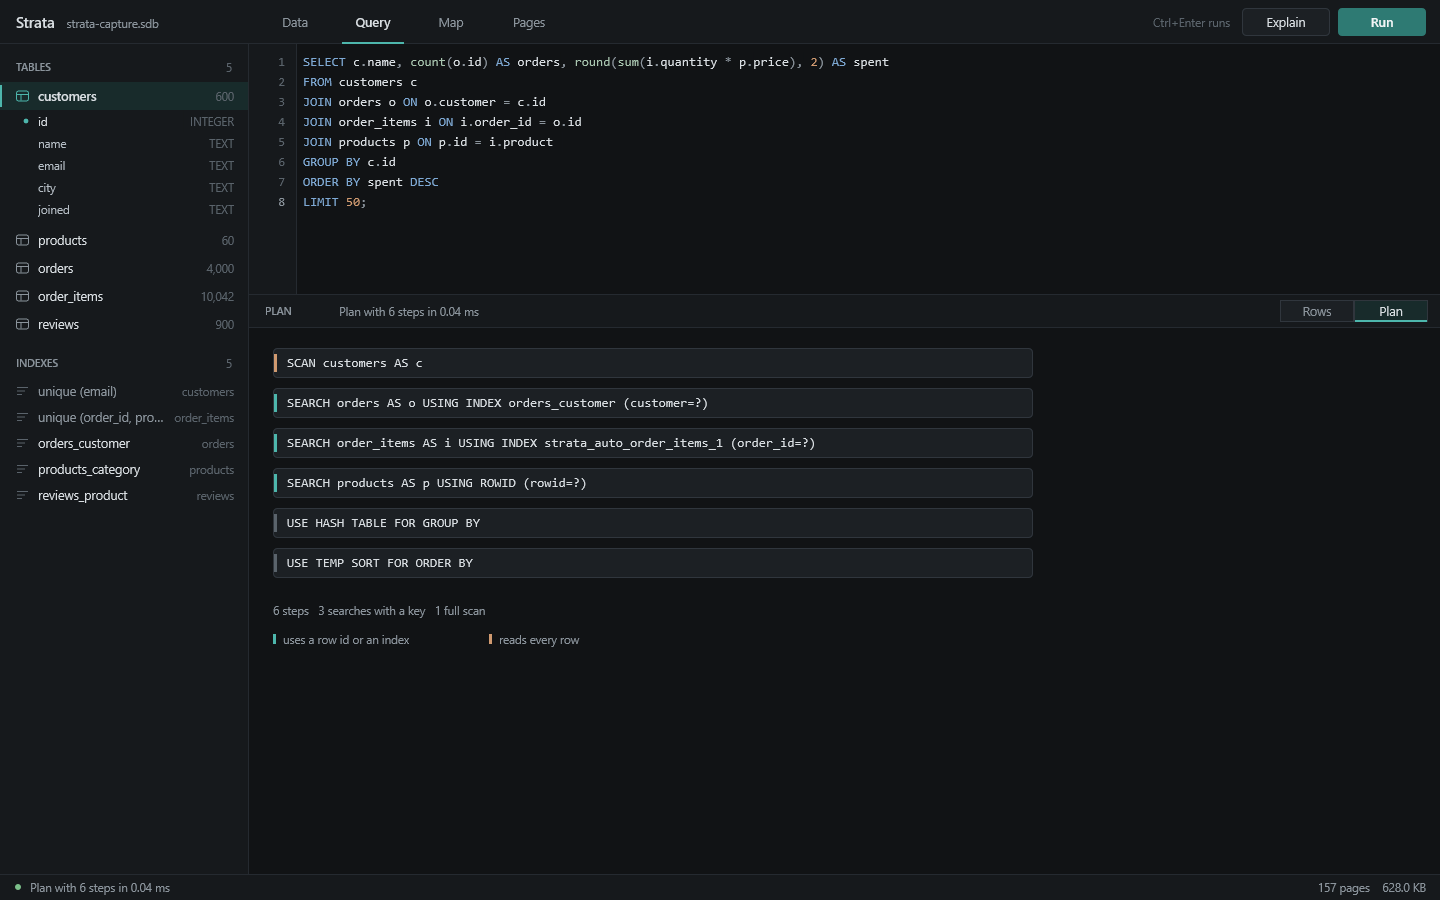 Strata strata-capture.sdb Data Query Map Pages Ctrl+Enter runs Explain Run
TABLES 5
customers 600
id INTEGER
name TEXT
email TEXT
city TEXT
joined TEXT
products 60
orders 4,000
order_items 10,042
reviews 900
INDEXES 5
unique (email) customers
unique (order_id, pro... order_items
orders_customer orders
products_category products
reviews_product reviews
1 SELECT c.name, count(o.id) AS orders, round(sum(i.quantity * p.price), 2) AS spent
2 FROM customers c
3 JOIN orders o ON o.customer = c.id
4 JOIN order_items i ON i.order_id = o.id
5 JOIN products p ON p.id = i.product
6 GROUP BY c.id
7 ORDER BY spent DESC
8 LIMIT 50;
PLAN Plan with 6 steps in 0.04 ms Rows Plan
SCAN customers AS c
SEARCH orders AS o USING INDEX orders_customer (customer=?)
SEARCH order_items AS i USING INDEX strata_auto_order_items_1 (order_id=?)
SEARCH products AS p USING ROWID (rowid=?)
USE HASH TABLE FOR GROUP BY
USE TEMP SORT FOR ORDER BY
6 steps 3 searches with a key 1 full scan
uses a row id or an index reads every row
Plan with 6 steps in 0.04 ms 157 pages 628.0 KB